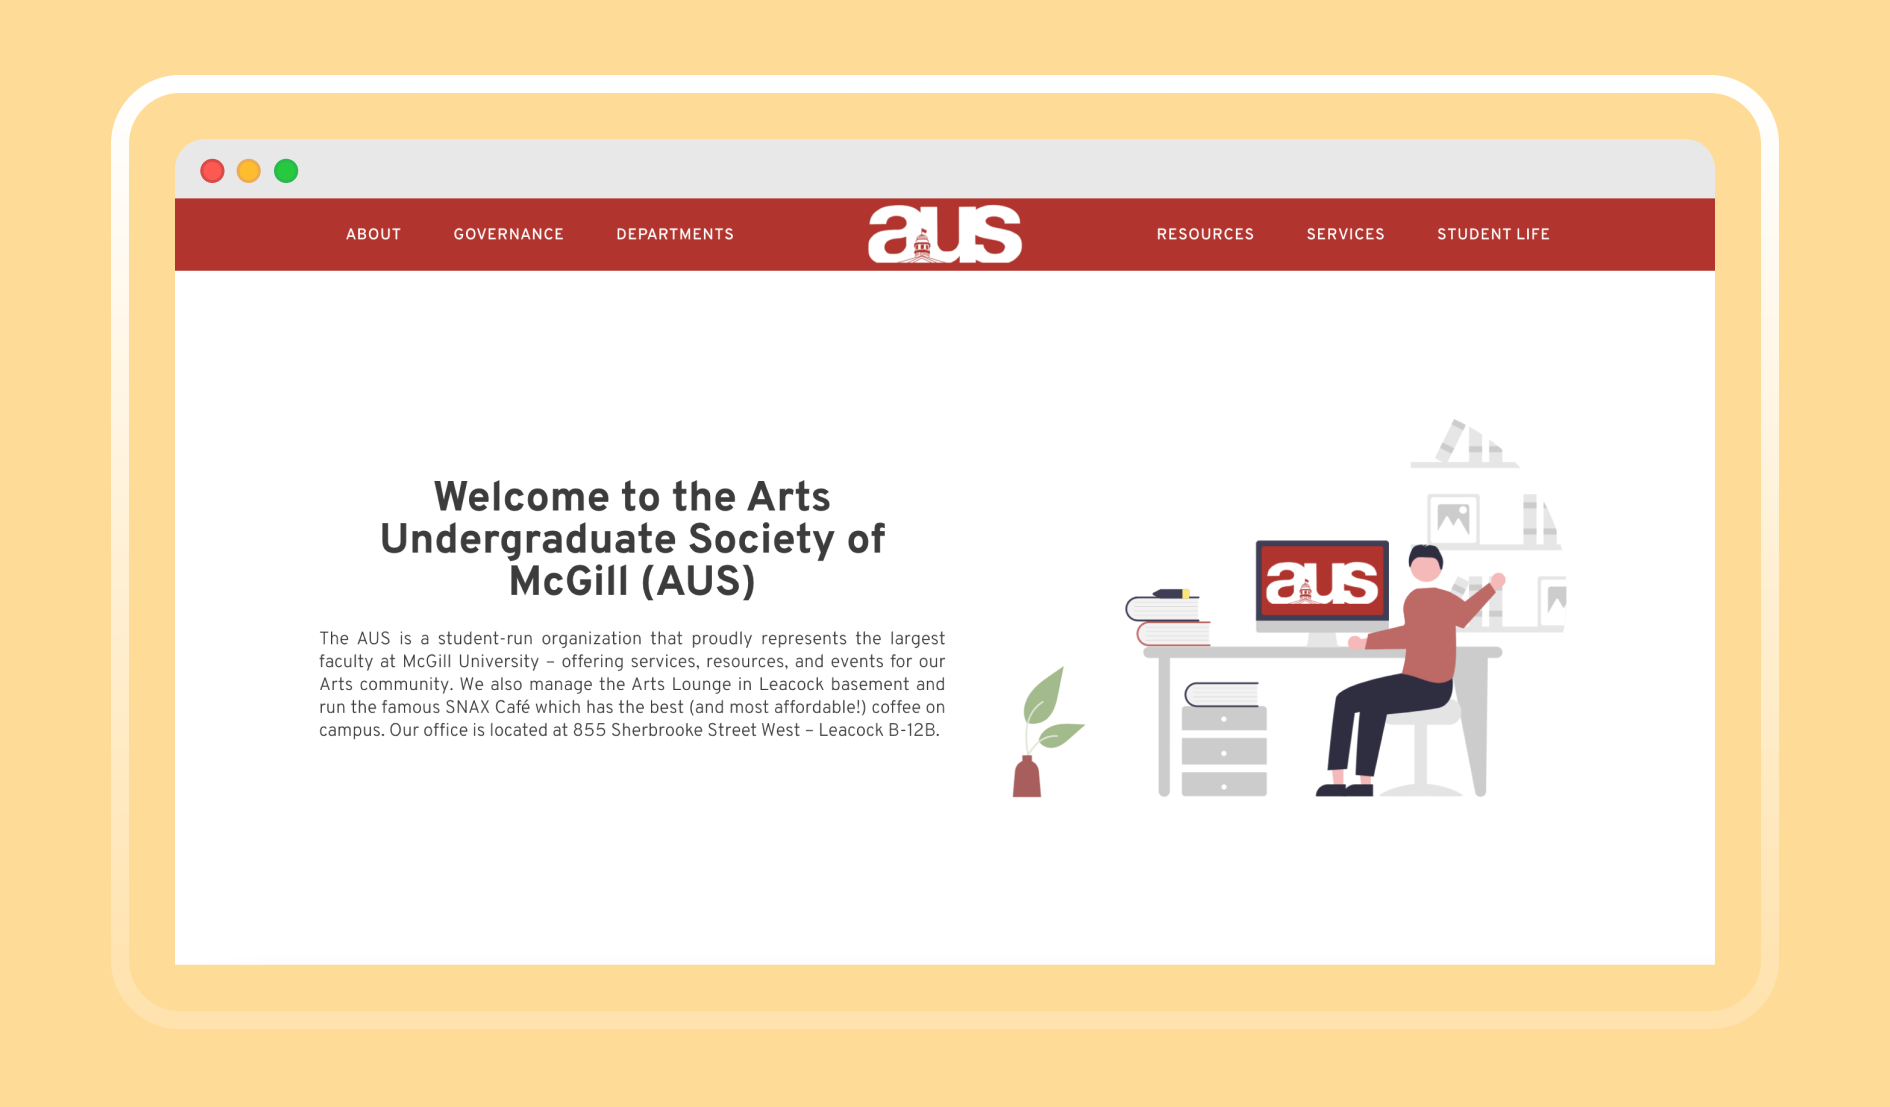 ABOUT GOVERNANCE DEPARTMENTS aus RESOURCES SERVICES STUDENT LIFE
Welcome to the Arts
Undergraduate Society of
McGill (AUS)
The AUS is a student-run organization that proudly represents the largest
faculty at McGill University – offering services, resources, and events for our
Arts community. We also manage the Arts Lounge in Leacock basement and
run the famous SNAX Café which has the best (and most affordable!) coffee on
campus. Our office is located at 855 Sherbrooke Street West – Leacock B-12B.
aus